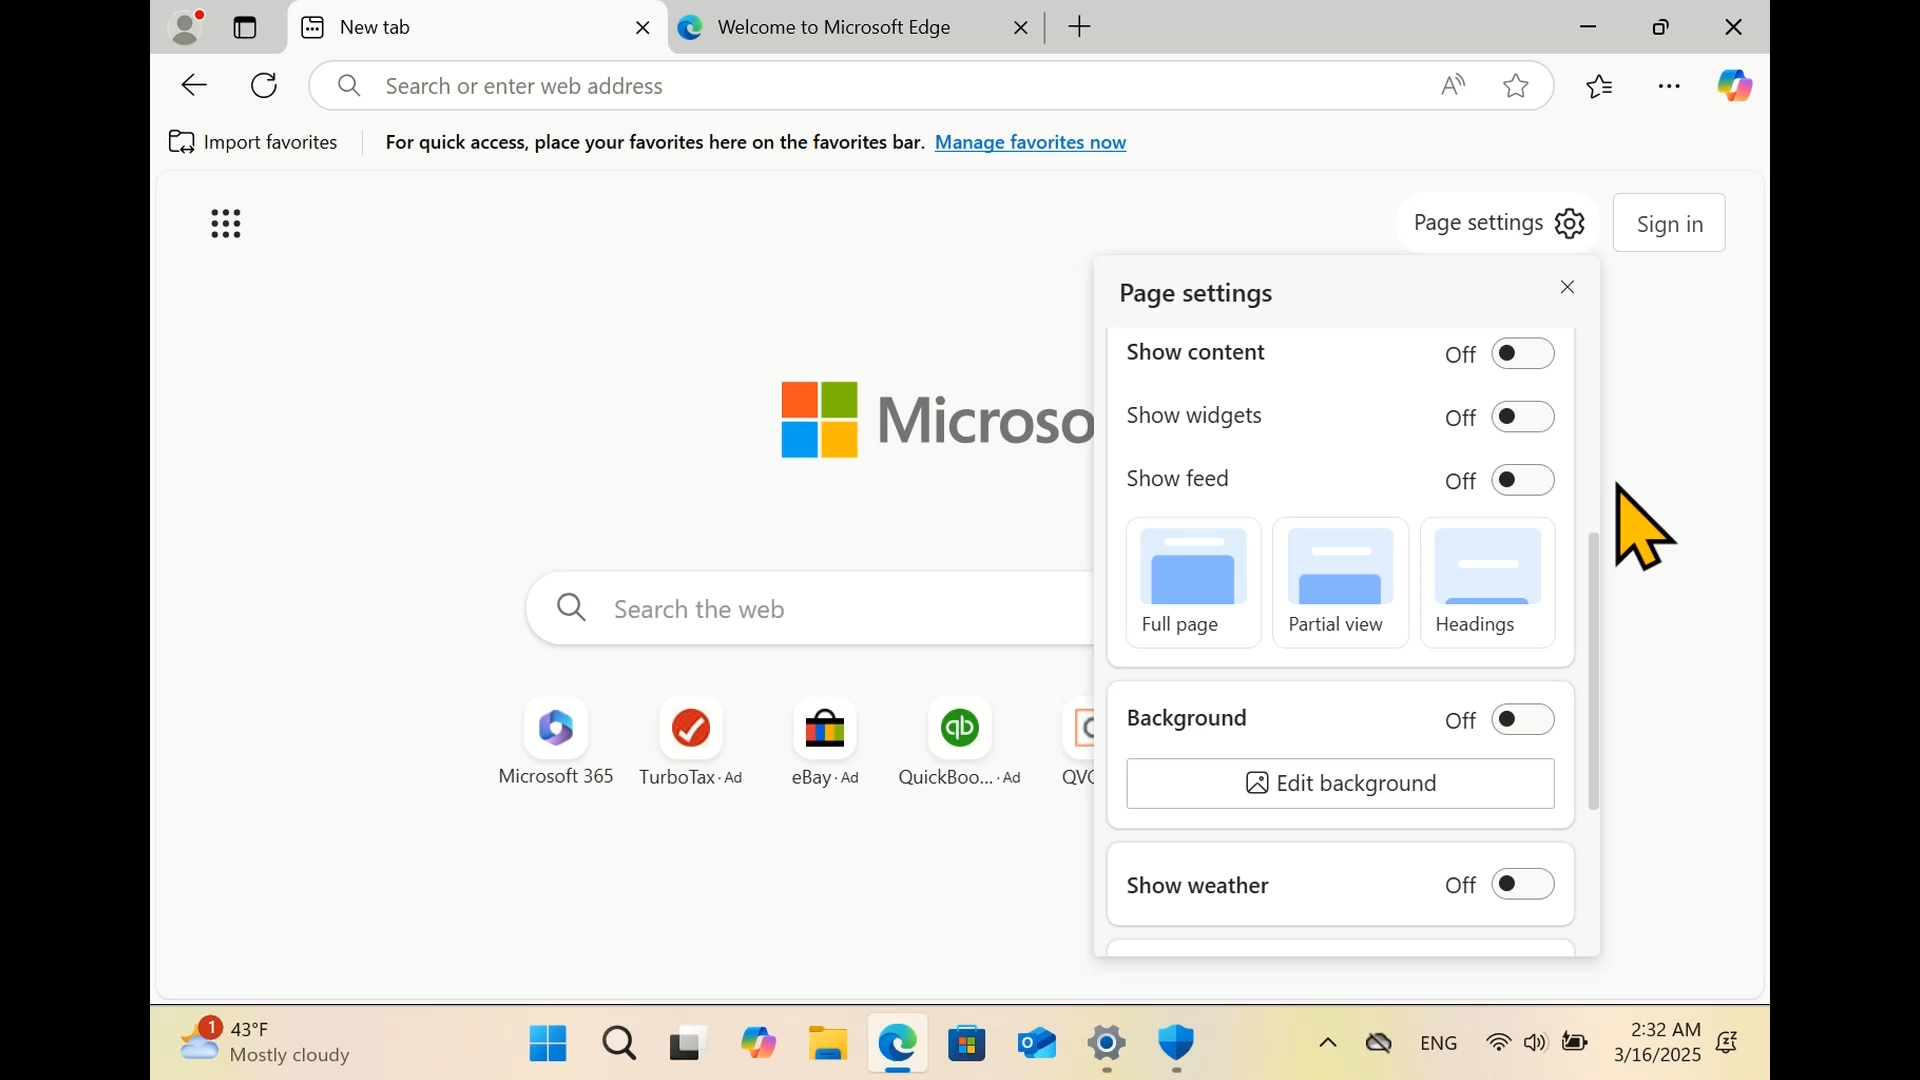 New tab
Welcome to Microsoft Edge
Search or enter web address
Import favorites
For quick access, place your favorites here on the favorites bar. Manage favorites now
Page settings
Sign in
Page settings
Show content Off
Microso
Show widgets Off
Show feed Off
Search the web
Full page
Partial view
Headings
Background Off
qb
Microsoft 365
TurboTax · Ad
eBay · Ad
QuickBoo... · Ad
QVC
Edit background
Show weather Off
1
43°F
Mostly cloudy
ENG
2:32 AM
3/16/2025